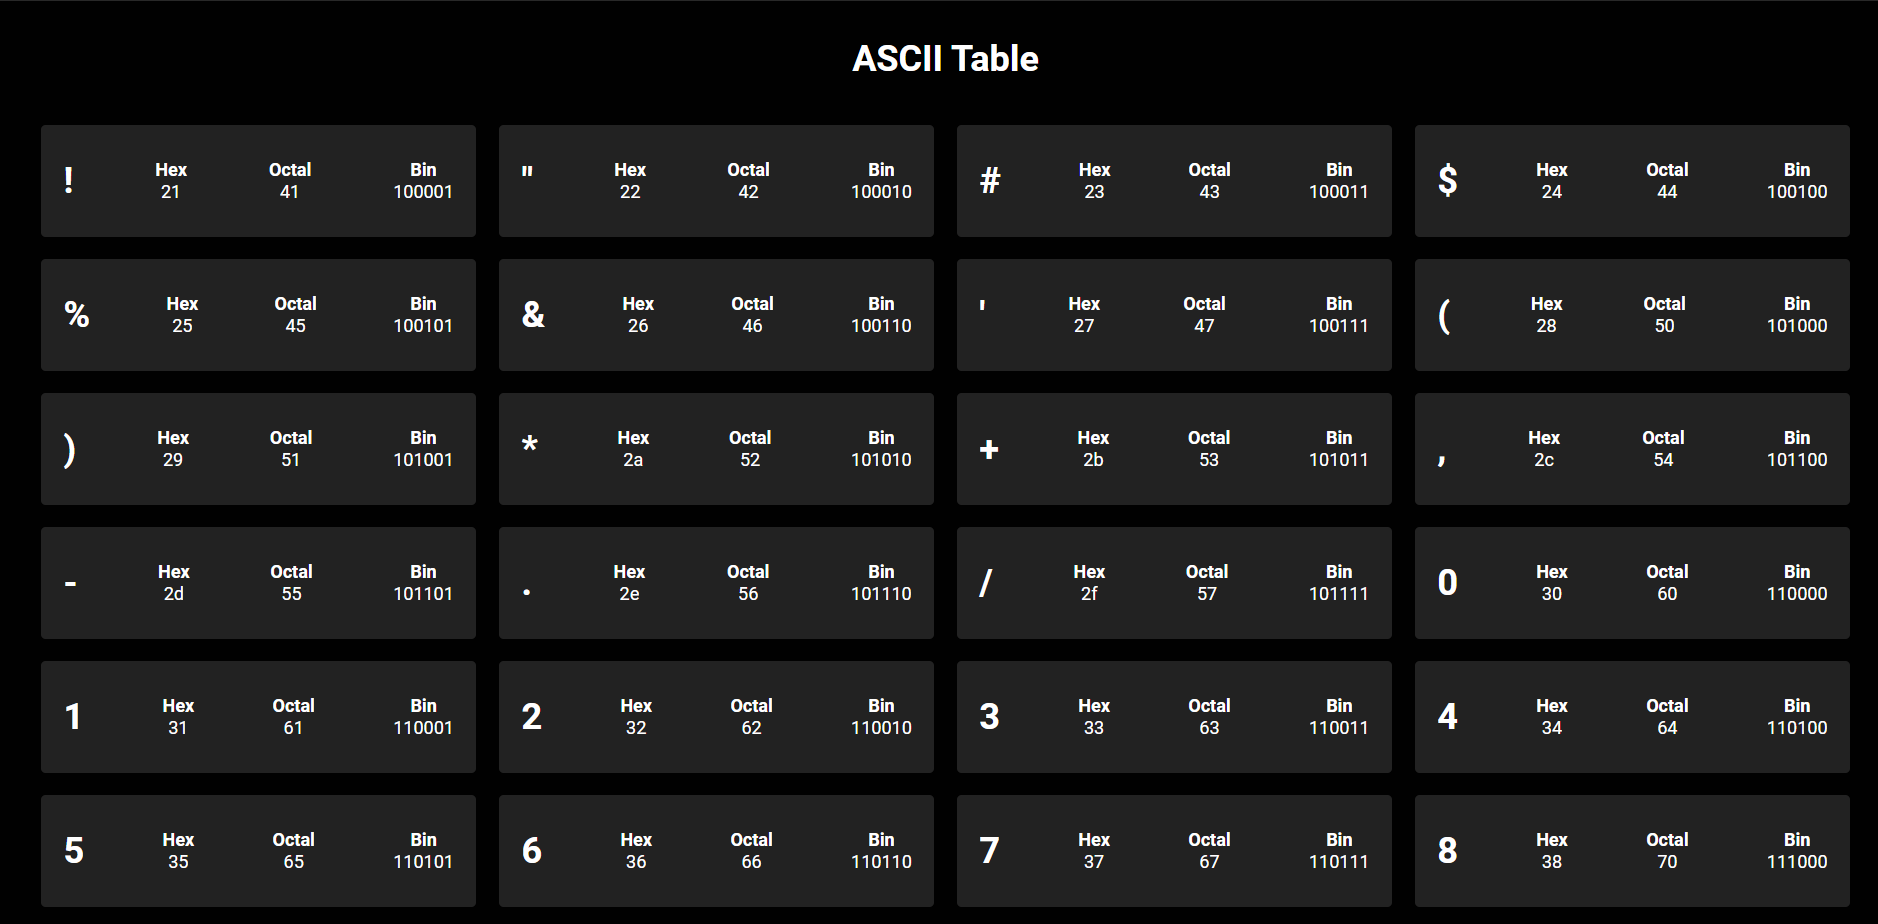 ASCII Table
! Hex Octal Bin
21 41 100001
" Hex Octal Bin
22 42 100010
# Hex Octal Bin
23 43 100011
$ Hex Octal Bin
24 44 100100
% Hex Octal Bin
25 45 100101
& Hex Octal Bin
26 46 100110
' Hex Octal Bin
27 47 100111
( Hex Octal Bin
28 50 101000
) Hex Octal Bin
29 51 101001
* Hex Octal Bin
2a 52 101010
+ Hex Octal Bin
2b 53 101011
, Hex Octal Bin
2c 54 101100
- Hex Octal Bin
2d 55 101101
. Hex Octal Bin
2e 56 101110
/ Hex Octal Bin
2f 57 101111
0 Hex Octal Bin
30 60 110000
1 Hex Octal Bin
31 61 110001
2 Hex Octal Bin
32 62 110010
3 Hex Octal Bin
33 63 110011
4 Hex Octal Bin
34 64 110100
5 Hex Octal Bin
35 65 110101
6 Hex Octal Bin
36 66 110110
7 Hex Octal Bin
37 67 110111
8 Hex Octal Bin
38 70 111000